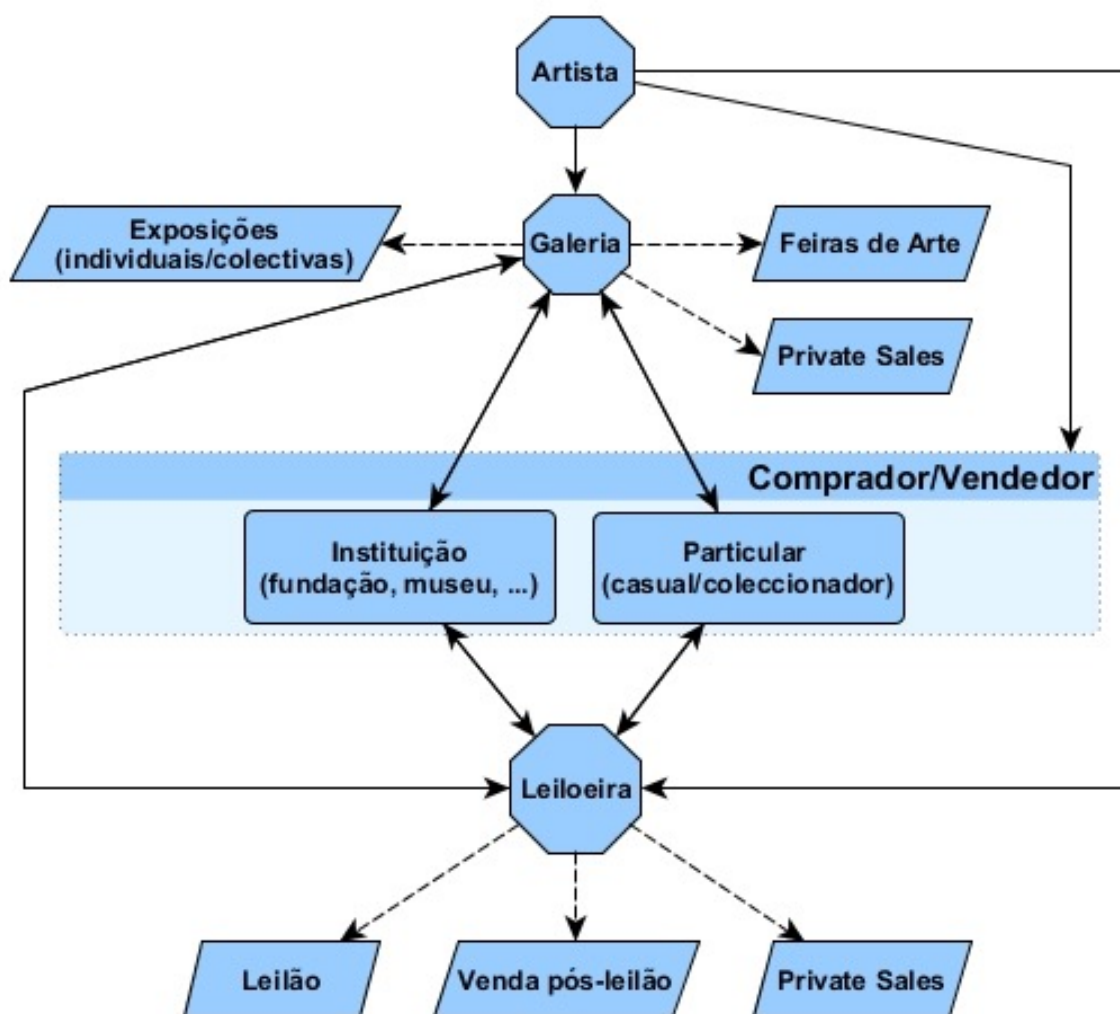 Artista
Exposições
(individuais/colectivas)
Galeria
Feiras de Arte
Private Sales
Comprador/Vendedor
Instituição
(fundação, museu, ...)
Particular
(casual/coleccionador)
Leiloeira
Leilão
Venda pós-leilão
Private Sales